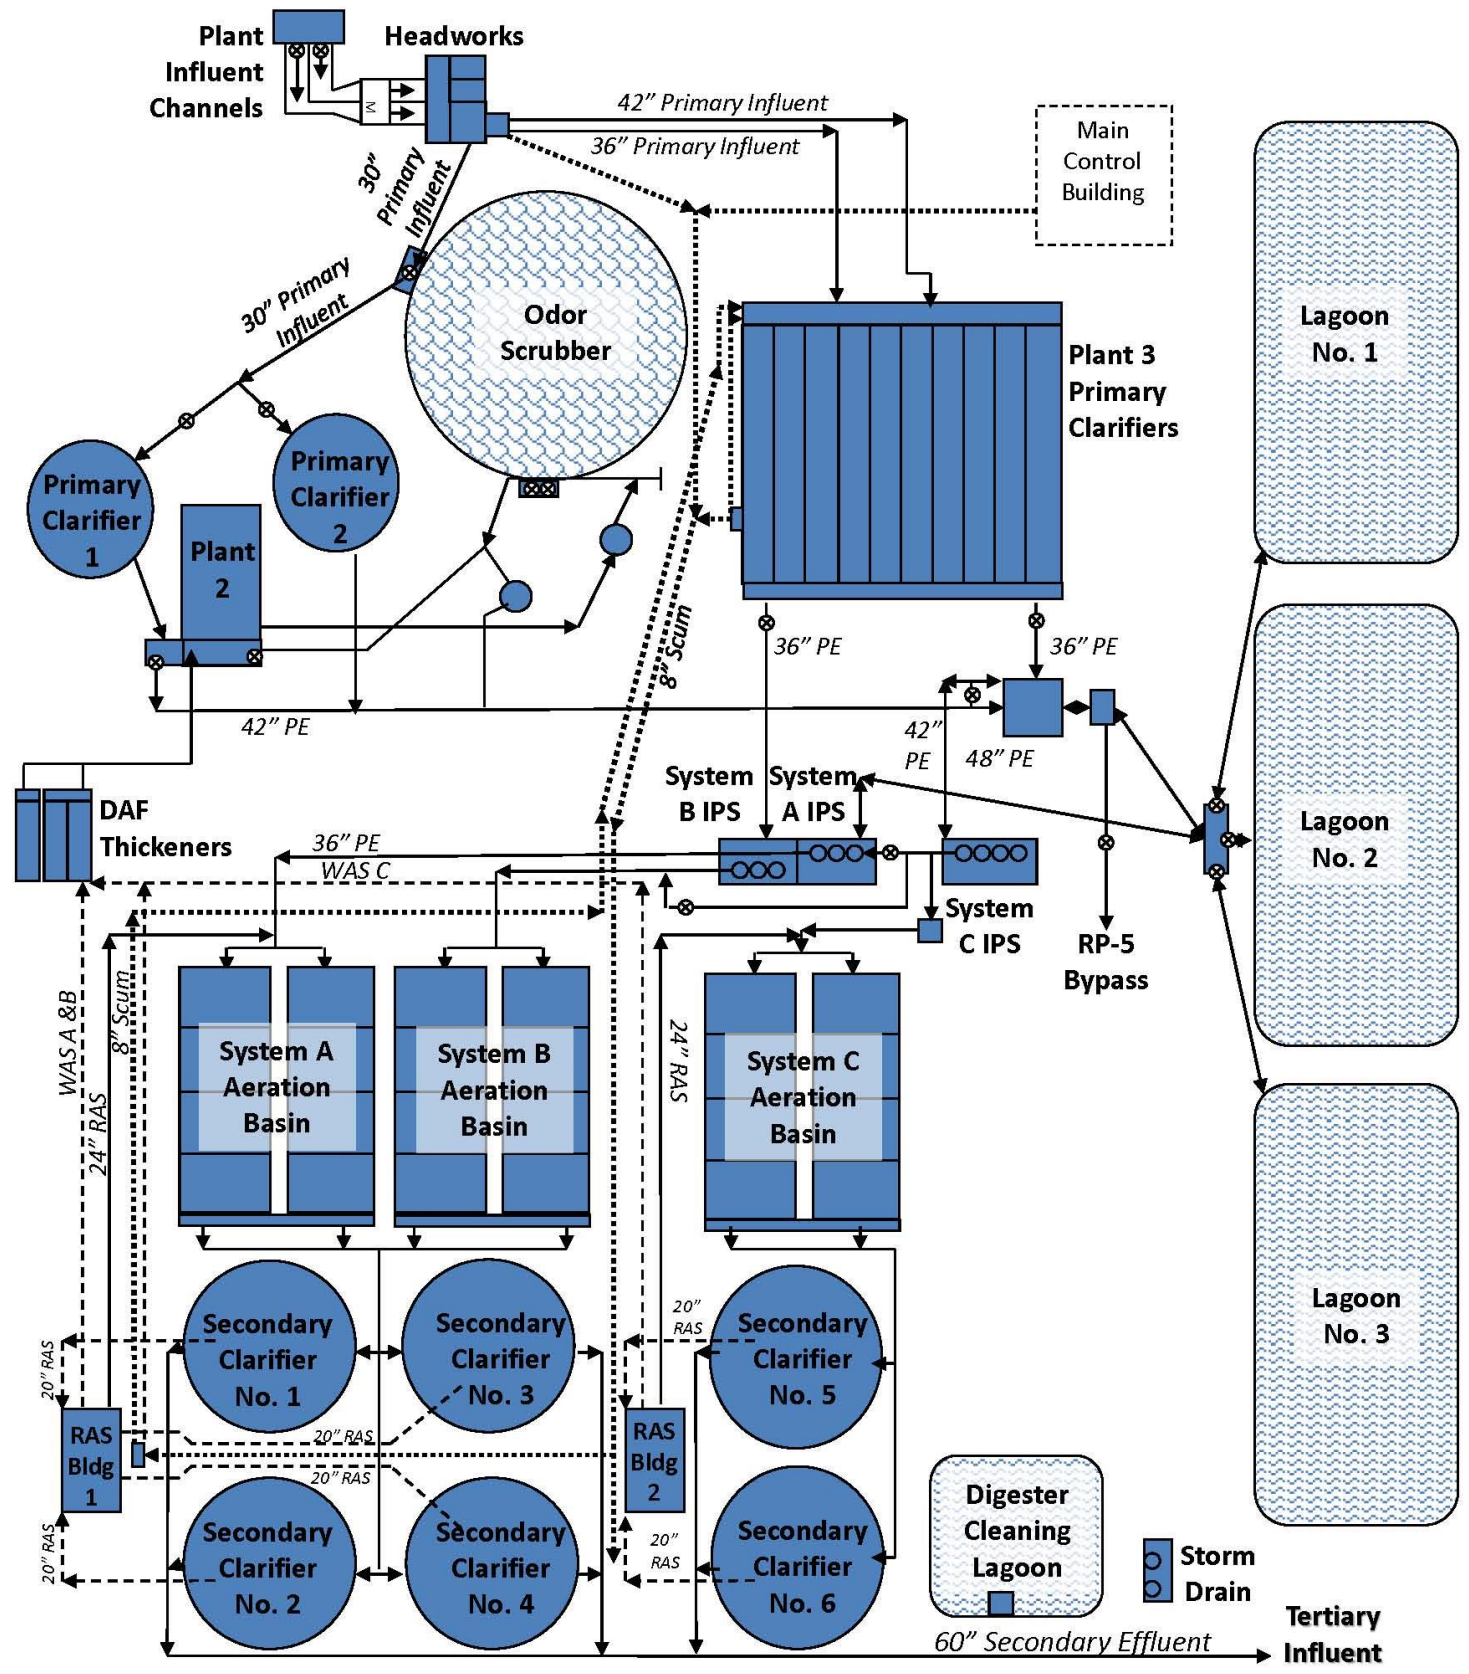 Plant
Influent
Channels
Headworks
M
42” Primary Influent
36” Primary Influent
30”
Primary
Influent
Main
Control
Building
30” Primary
Influent
Odor
Scrubber
Lagoon
No. 1
Plant 3
Primary
Clarifiers
Primary
Clarifier
1
Primary
Clarifier
2
Plant
2
8” Scum
36” PE
36” PE
42” PE
42”
PE
48” PE
System
B IPS
System
A IPS
DAF
Thickeners
36” PE
WAS C
Lagoon
No. 2
System
C IPS
RP-5
Bypass
WAS A &B
8” Scum
24” RAS
System A
Aeration
Basin
System B
Aeration
Basin
24” RAS
System C
Aeration
Basin
Secondary
Clarifier
No. 1
Secondary
Clarifier
No. 3
20”
RAS
Secondary
Clarifier
No. 5
Lagoon
No. 3
20” RAS
RAS
Bldg
1
20” RAS
20” RAS
RAS
Bldg
2
20” RAS
Secondary
Clarifier
No. 2
Secondary
Clarifier
No. 4
20”
RAS
Secondary
Clarifier
No. 6
Digester
Cleaning
Lagoon
Storm
Drain
60” Secondary Effluent
Tertiary
Influent